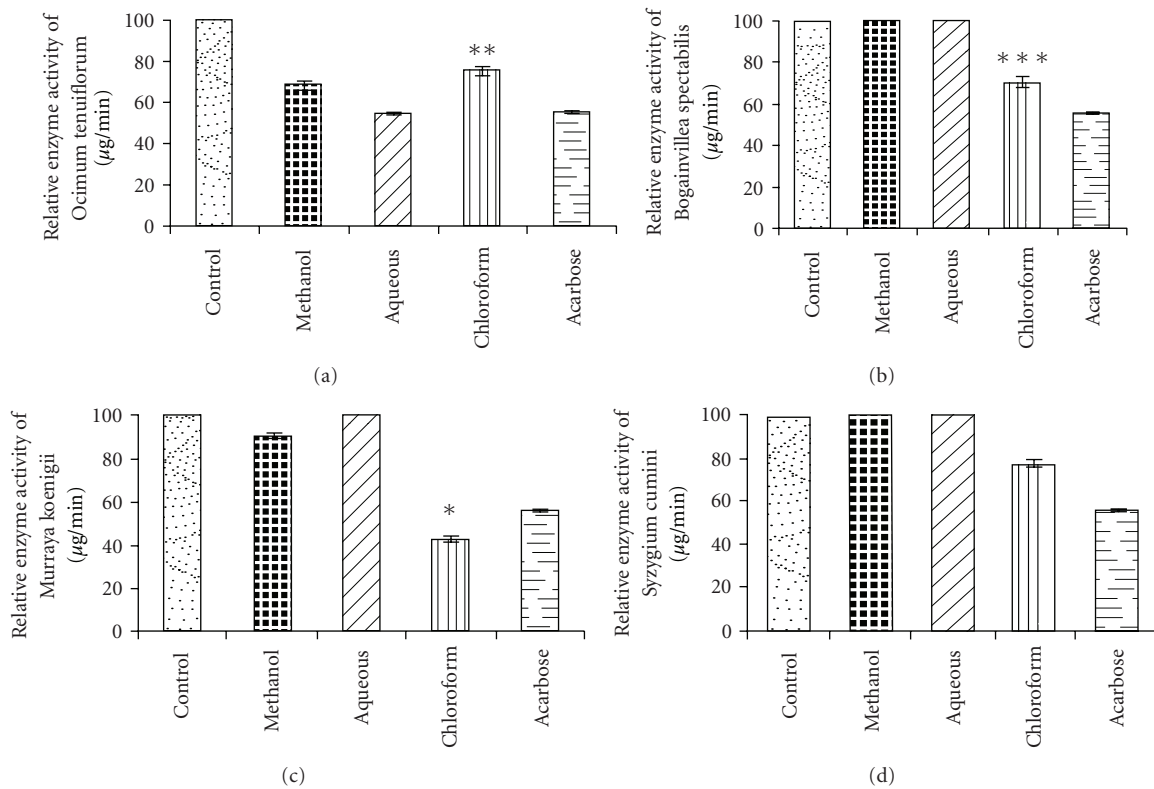 Relative enzyme activity of
Ocimum tenuiflorum
(μg/min)
100
80
60
40
20
0
∗∗
Control
Methanol
Aqueous
Chloroform
Acarbose
(a)
Relative enzyme activity of
Bogainvillea spectabilis
(μg/min)
100
80
60
40
20
0
∗∗∗
Control
Methanol
Aqueous
Chloroform
Acarbose
(b)
Relative enzyme activity of
Murraya koenigii
(μg/min)
100
80
60
40
20
0
∗
Control
Methanol
Aqueous
Chloroform
Acarbose
(c)
Relative enzyme activity of
Syzygium cumini
(μg/min)
100
80
60
40
20
0
Control
Methanol
Aqueous
Chloroform
Acarbose
(d)